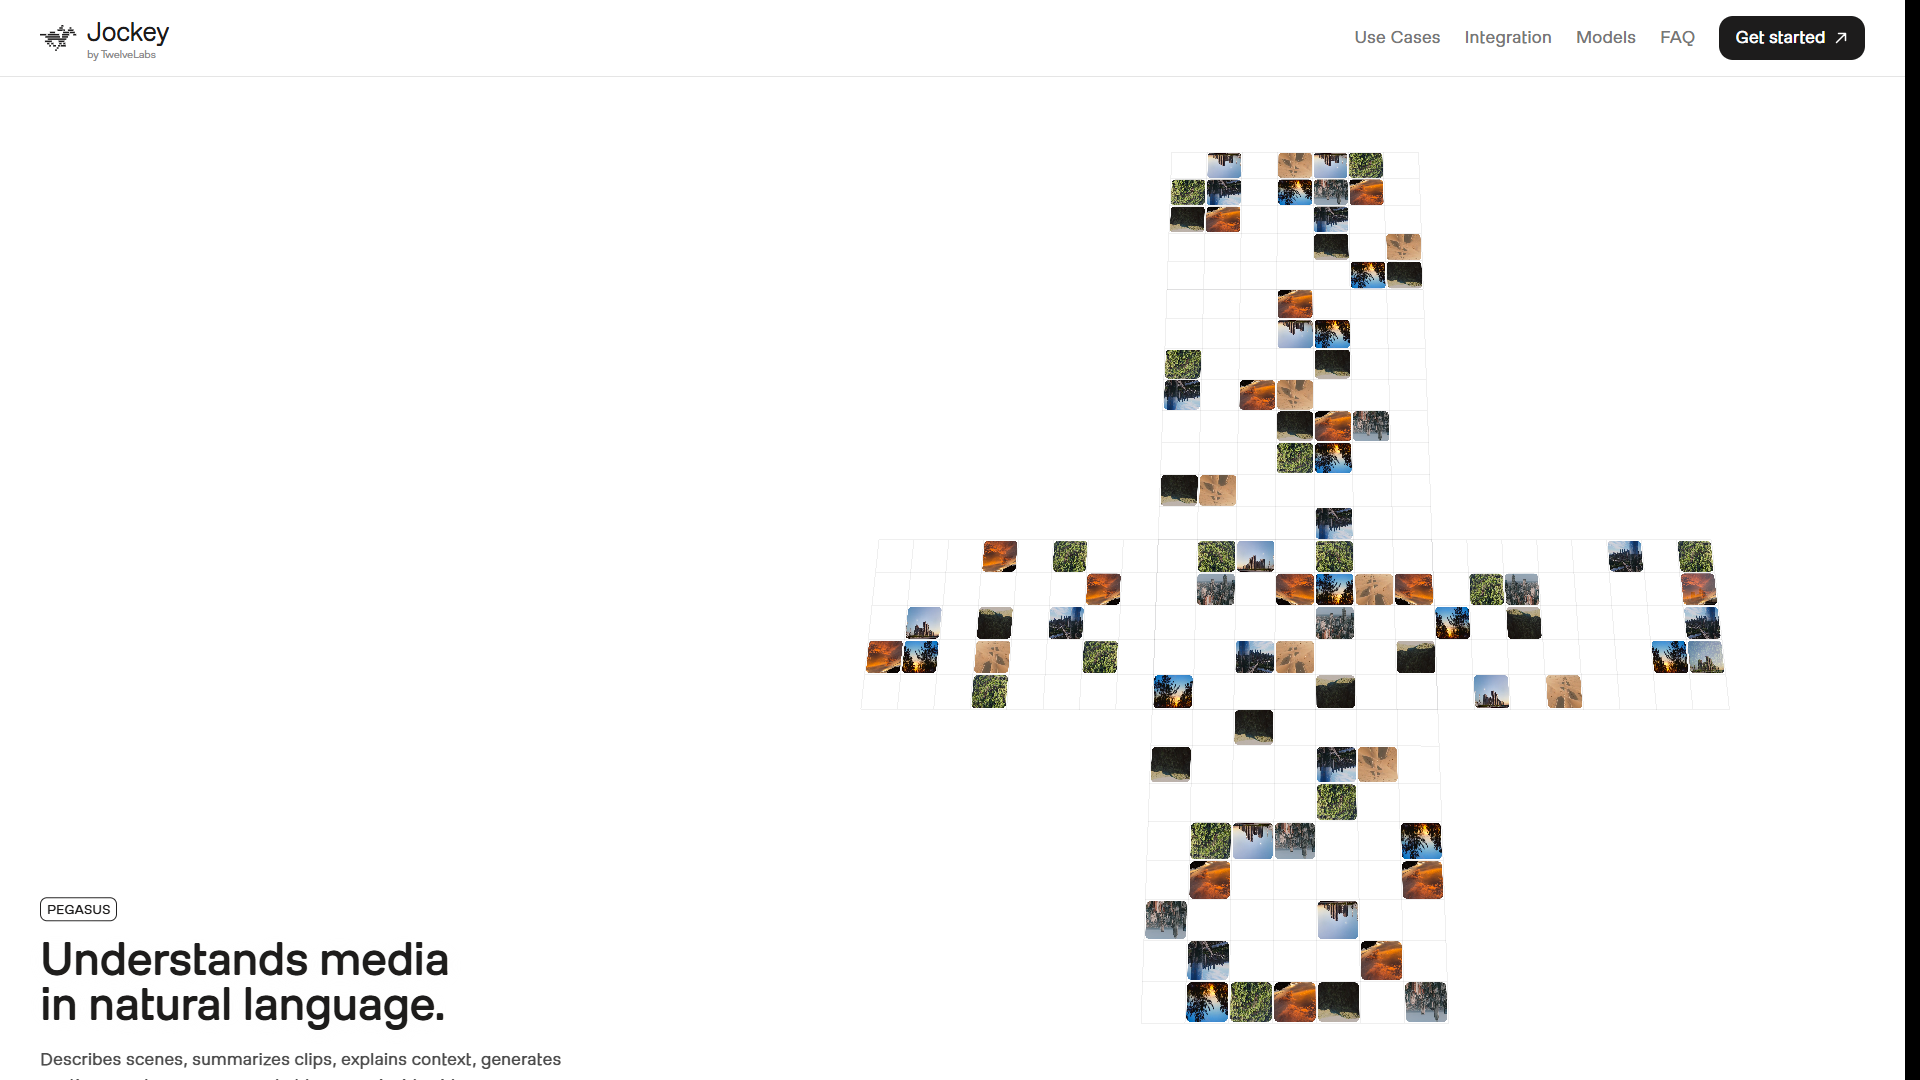 Jockey
by TwelveLabs
Use Cases
Integration
Models
FAQ
Get started
PEGASUS
Understands media
in natural language.
Describes scenes, summarizes clips, explains context, generates